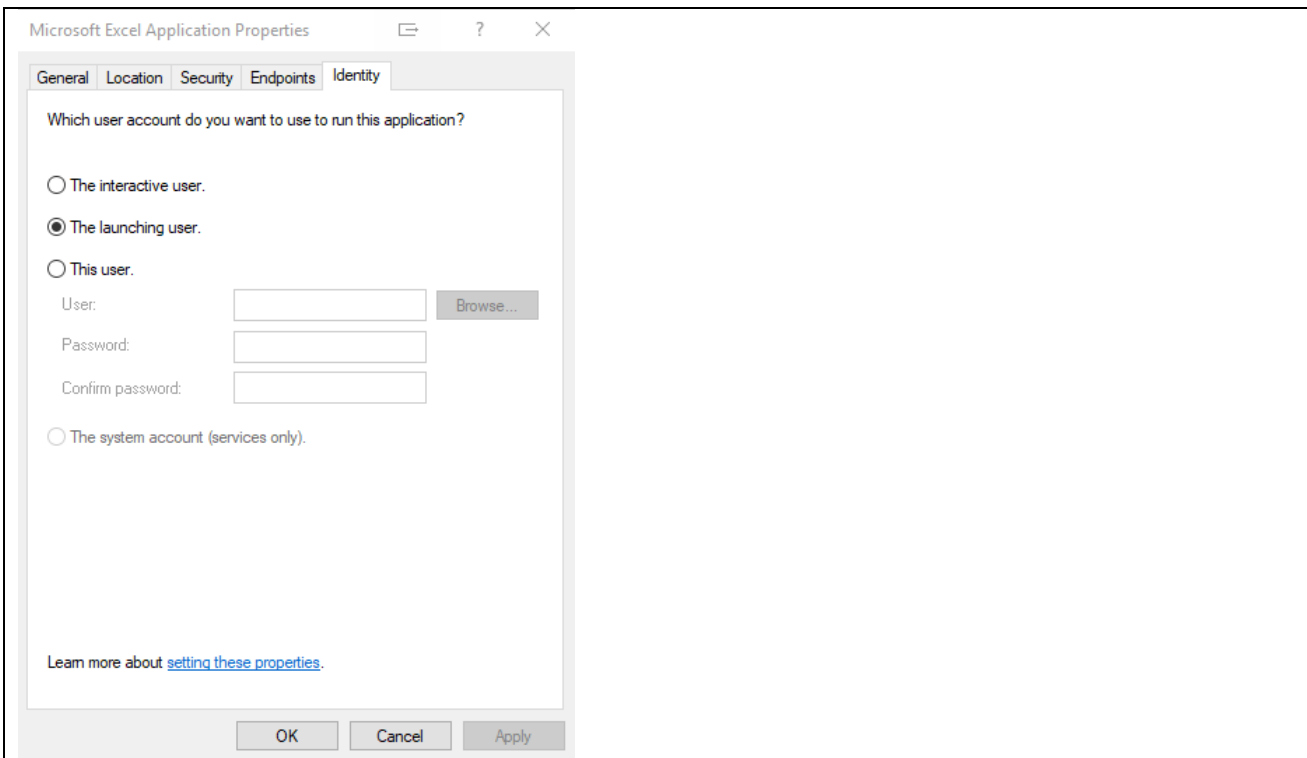 Microsoft Excel Application Properties
General Location Security Endpoints Identity
Which user account do you want to use to run this application?
The interactive user.
The launching user.
This user.
User:
Browse...
Password:
Confirm password:
The system account (services only).
Learn more about setting these properties.
OK Cancel Apply